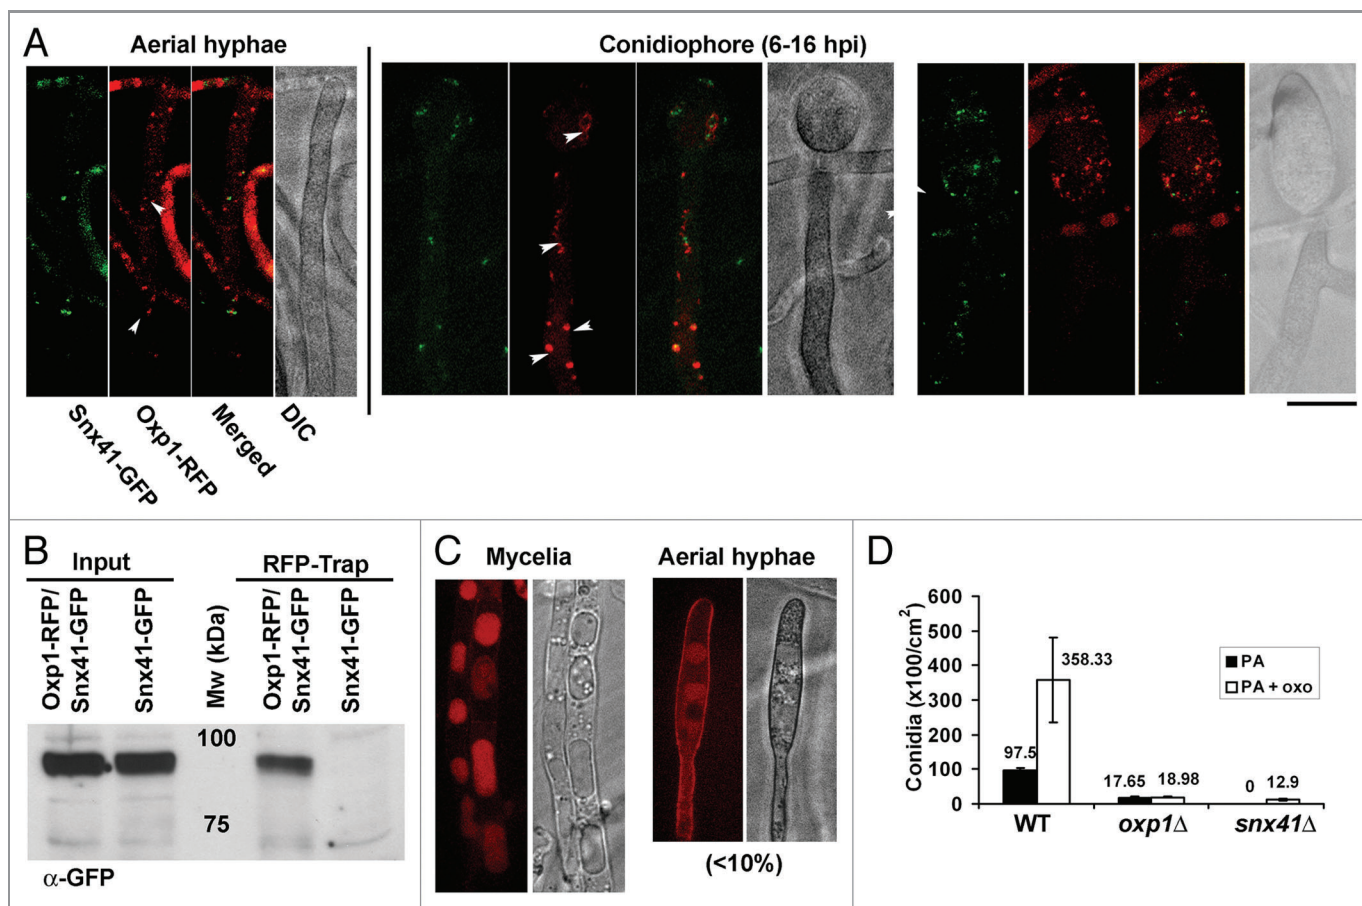 A
Aerial hyphae
Conidiophore (6-16 hpi)
Snx41-GFP
Oxp1-RFP
Merged
DIC
B
Input
RFP-Trap
Oxp1-RFP/
Snx41-GFP
Snx41-GFP
Mw (kDa)
Oxp1-RFP/
Snx41-GFP
Snx41-GFP
100
75
α-GFP
C
Mycelia
Aerial hyphae
(<10%)
D
Conidia (x100/cm²)
600
500
400
300
200
100
0
PA
PA + oxo
97.5
358.33
17.65
18.98
0
12.9
WT
oxp1Δ
snx41Δ